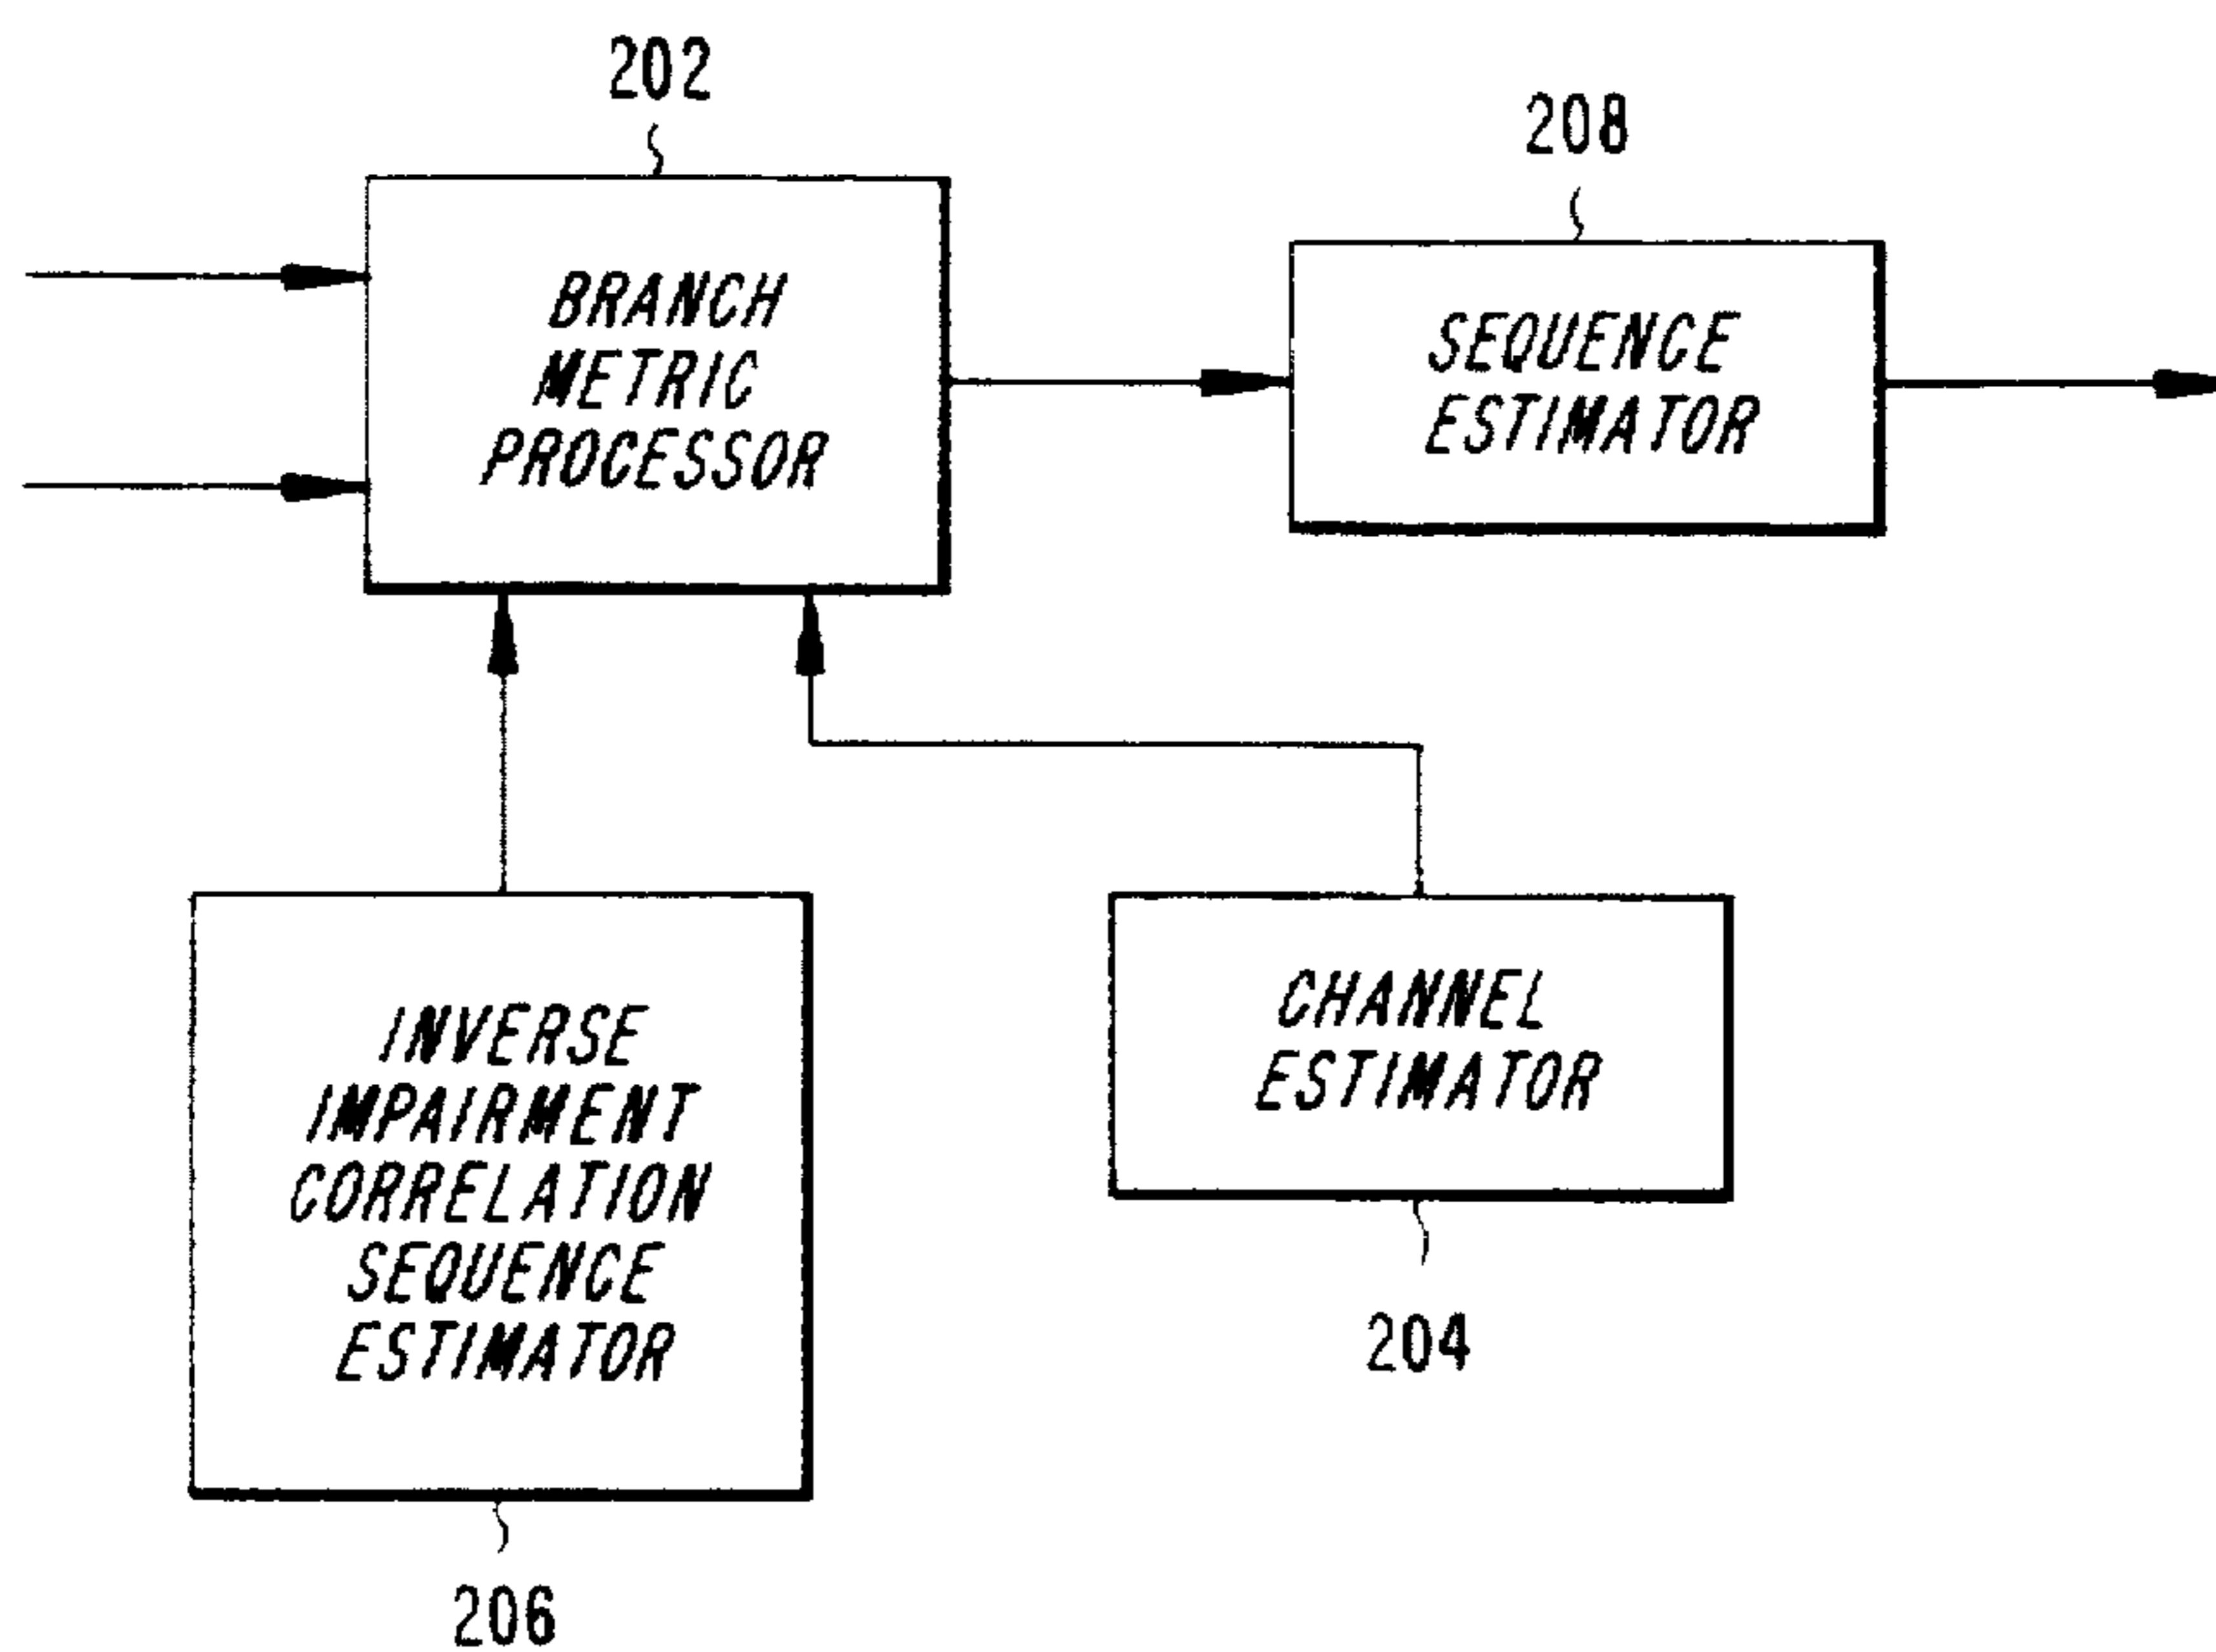 202
208
BRANCH
METRIC
PROCESSOR
SEQUENCE
ESTIMATOR
INVERSE
IMPAIRMENT
CORRELATION
SEQUENCE
ESTIMATOR
CHANNEL
ESTIMATOR
204
206